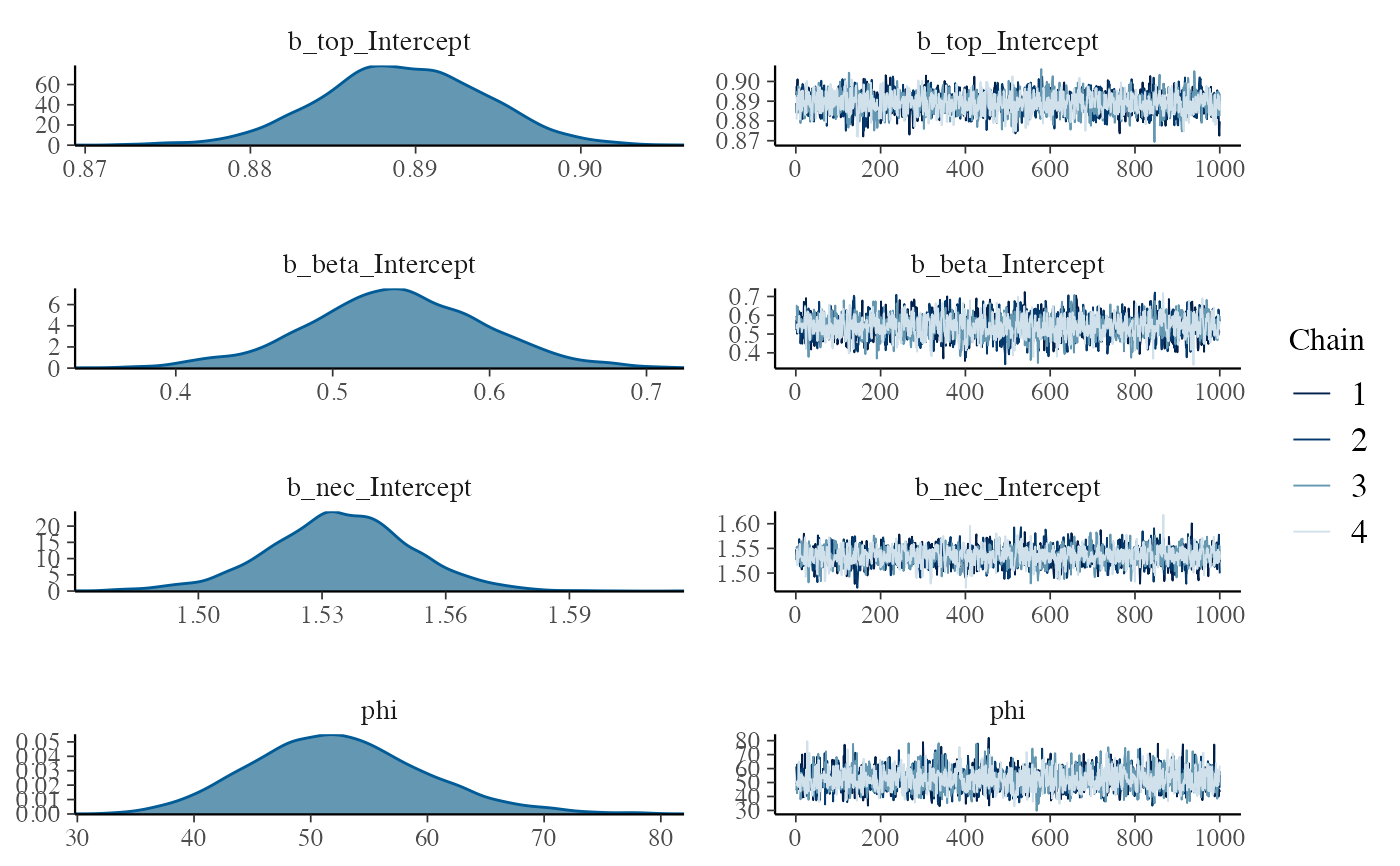 b_top_Intercept
60
40
20
0
0.87 0.88 0.89 0.90
b_top_Intercept
0.90
0.89
0.88
0.87
0 200 400 600 800 1000
b_beta_Intercept
6
4
2
0
0.4 0.5 0.6 0.7
b_beta_Intercept
0.7
0.6
0.5
0.4
0 200 400 600 800 1000
b_nec_Intercept
20
15
10
5
0
1.50 1.53 1.56 1.59
b_nec_Intercept
1.60
1.55
1.50
0 200 400 600 800 1000
phi
0.05
0.04
0.03
0.02
0.01
0.00
30 40 50 60 70 80
phi
80
70
60
50
40
30
0 200 400 600 800 1000
Chain
1
2
3
4